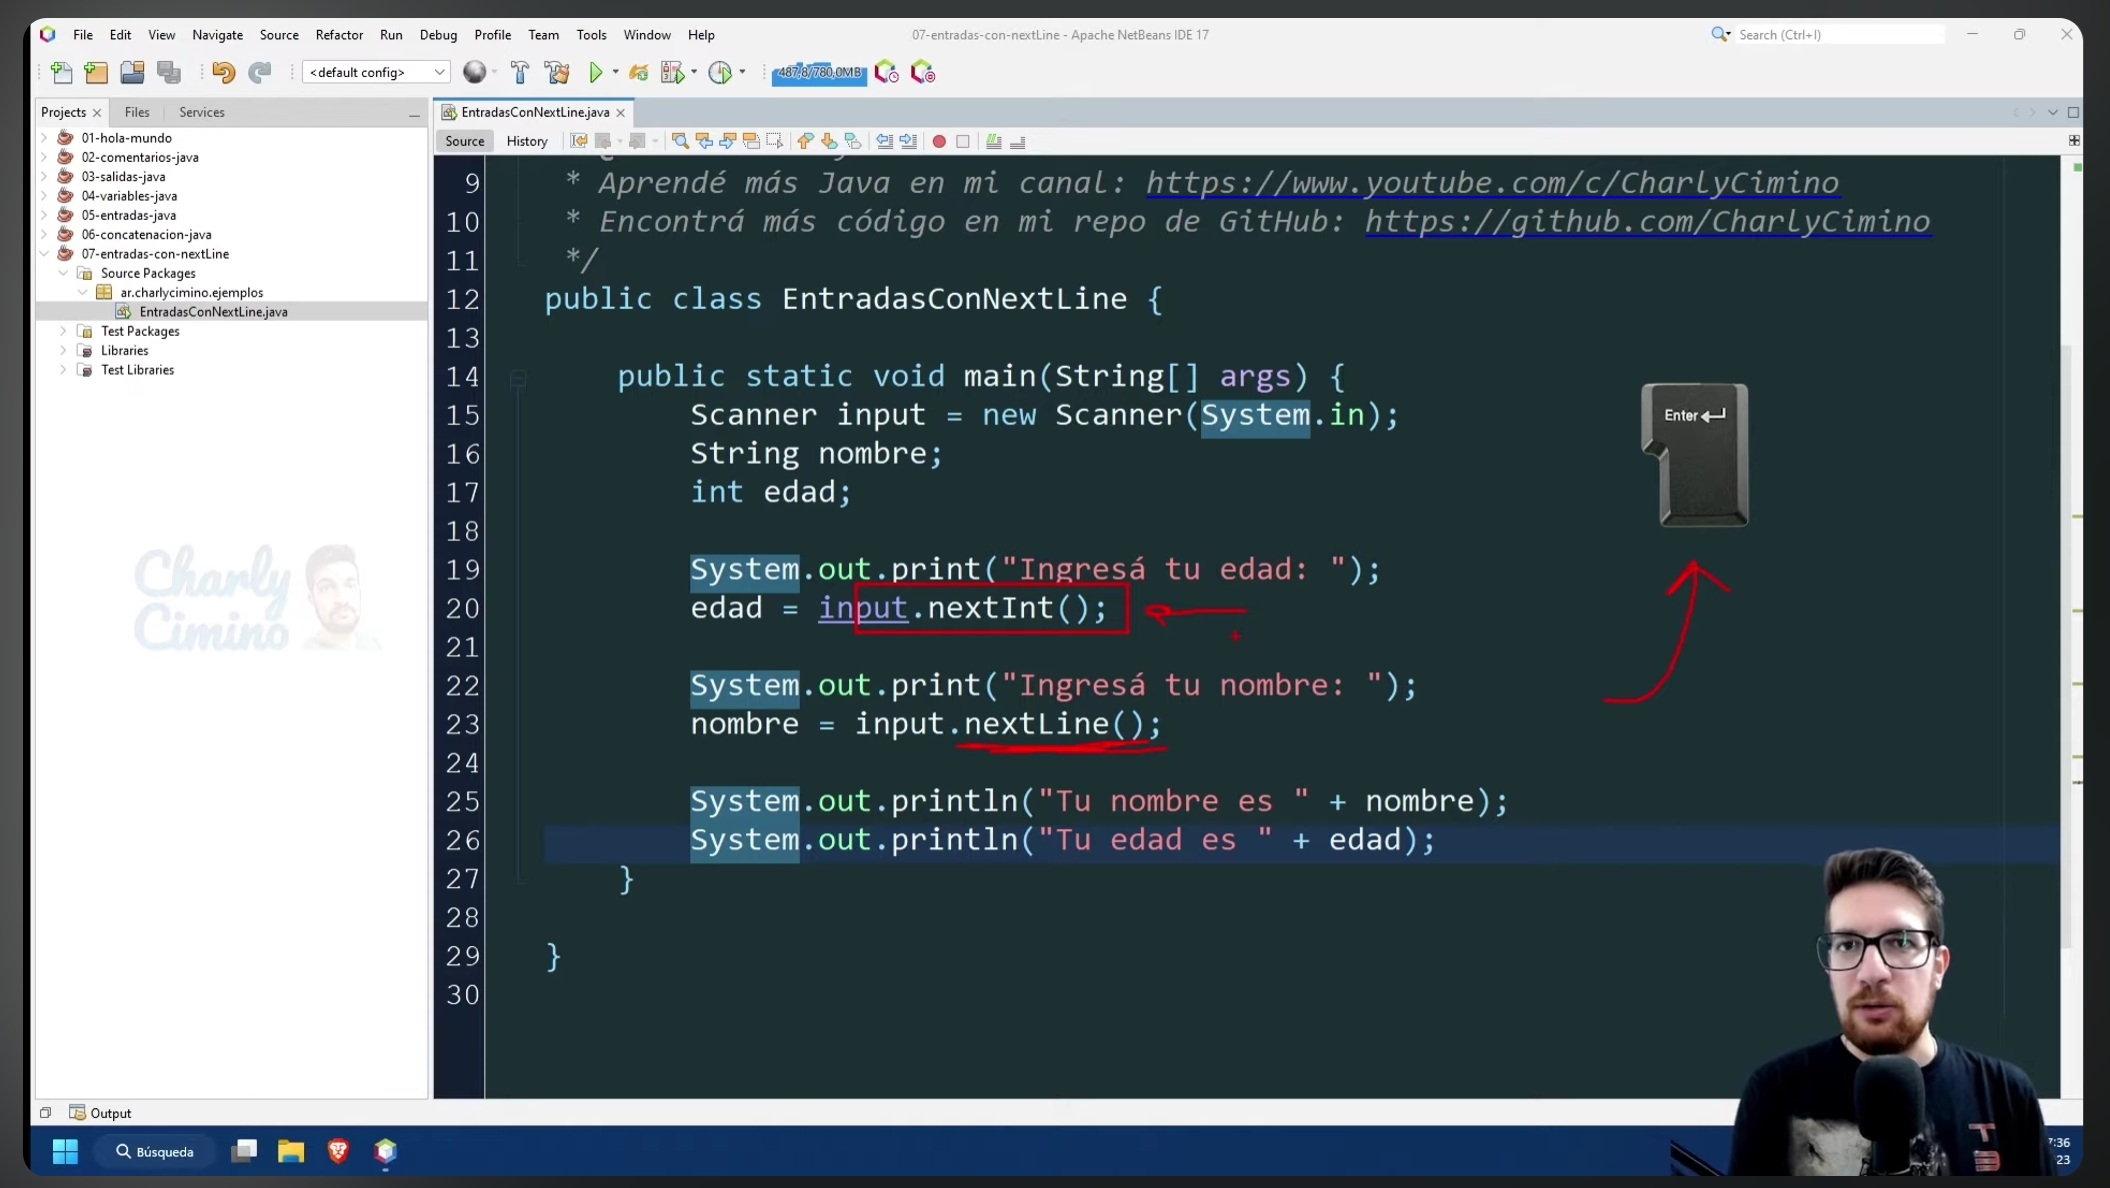 File Edit View Navigate Source Refactor Run Debug Profile Team Tools Window Help
07-entradas-con-nextLine - Apache NetBeans IDE 17
Search (Ctrl+I)
<default config>
487,8/780,0MB
Projects Files Services
EntradasConNextLine.java
Source History
01-hola-mundo
02-comentarios-java
03-salidas-java
04-variables-java
05-entradas-java
06-concatenacion-java
07-entradas-con-nextLine
Source Packages
ar.charlycimino.ejemplos
EntradasConNextLine.java
Test Packages
Libraries
Test Libraries
Charly
Cimino
9 * Aprendé más Java en mi canal: https://www.youtube.com/c/CharlyCimino
10 * Encontrá más código en mi repo de GitHub: https://github.com/CharlyCimino
11 */
12 public class EntradasConNextLine {
13
14 public static void main(String[] args) {
15 Scanner input = new Scanner(System.in);
16 String nombre;
17 int edad;
18
19 System.out.print("Ingresá tu edad: ");
20 edad = input.nextInt();
21
22 System.out.print("Ingresá tu nombre: ");
23 nombre = input.nextLine();
24
25 System.out.println("Tu nombre es " + nombre);
26 System.out.println("Tu edad es " + edad);
27 }
28
29 }
30
Enter
Output
Búsqueda
:36
23